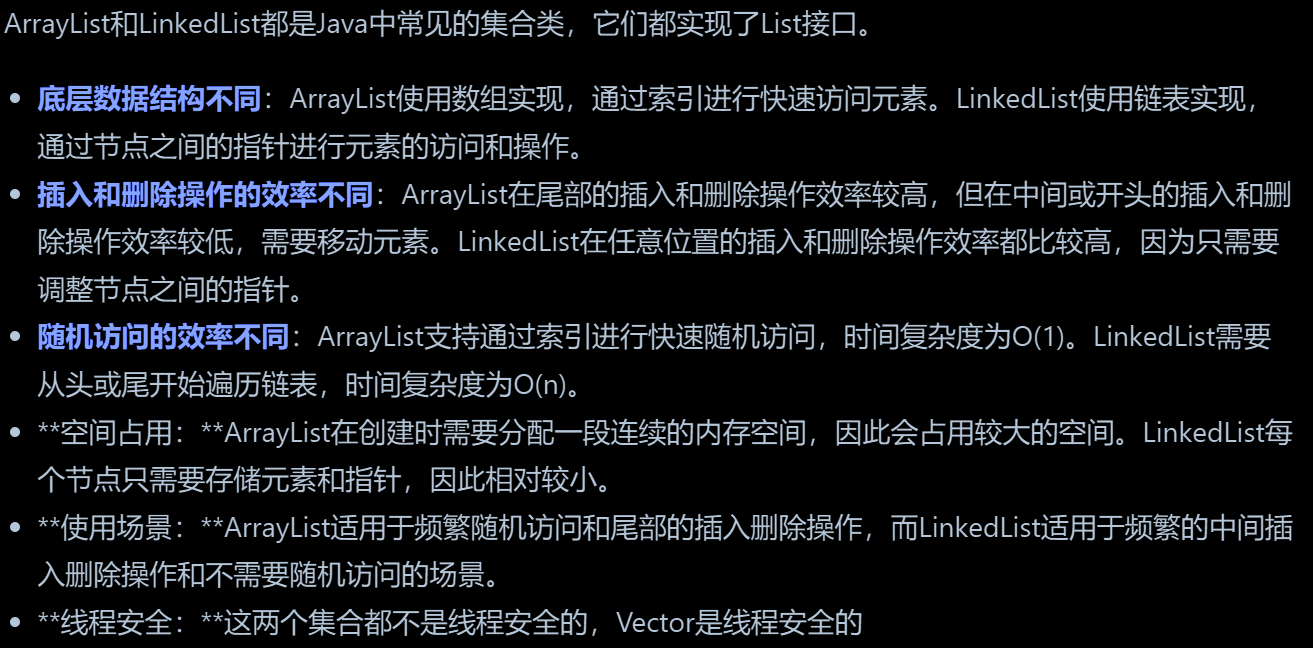 ArrayList和LinkedList都是Java中常见的集合类，它们都实现了List接口。
• 底层数据结构不同：ArrayList使用数组实现，通过索引进行快速访问元素。LinkedList使用链表实现，
通过节点之间的指针进行元素的访问和操作。
• 插入和删除操作的效率不同：ArrayList在尾部的插入和删除操作效率较高，但在中间或开头的插入和删
除操作效率较低，需要移动元素。LinkedList在任意位置的插入和删除操作效率都比较高，因为只需要
调整节点之间的指针。
• 随机访问的效率不同：ArrayList支持通过索引进行快速随机访问，时间复杂度为O(1)。LinkedList需要
从头或尾开始遍历链表，时间复杂度为O(n)。
• **空间占用：**ArrayList在创建时需要分配一段连续的内存空间，因此会占用较大的空间。LinkedList每
个节点只需要存储元素和指针，因此相对较小。
• **使用场景：**ArrayList适用于频繁随机访问和尾部的插入删除操作，而LinkedList适用于频繁的中间插
入删除操作和不需要随机访问的场景。
• **线程安全：**这两个集合都不是线程安全的，Vector是线程安全的